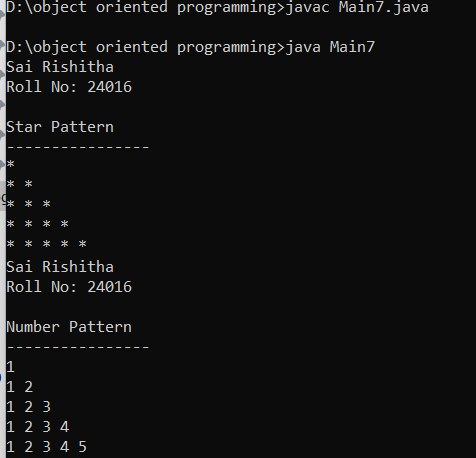 D:\object oriented programming>javac Main7.java
D:\object oriented programming>java Main7
Sai Rishitha
Roll No: 24016
Star Pattern
----------------
*
* *
* * *
* * * *
* * * * *
Sai Rishitha
Roll No: 24016
Number Pattern
----------------
1
1 2
1 2 3
1 2 3 4
1 2 3 4 5